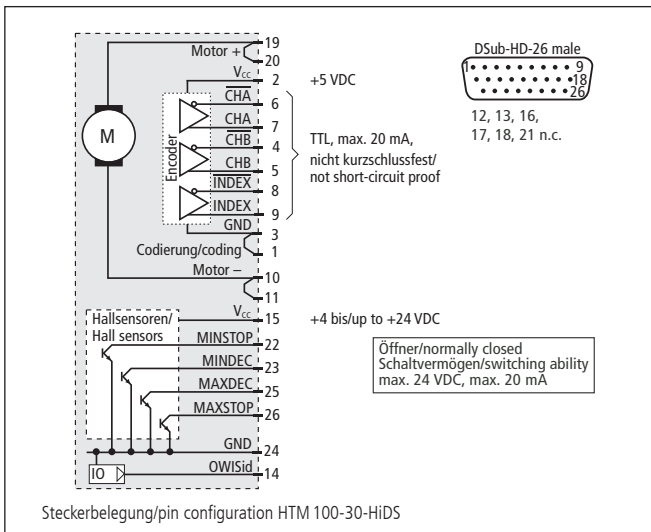 19
Motor +
20
DSub-HD-26 male
1 9
18
26
12, 13, 16,
17, 18, 21 n.c.
VCC 2 +5 VDC
CHA 6
CHA 7
CHB 4
CHB 5
INDEX 8
INDEX 9
GND 3
Encoder
M
TTL, max. 20 mA,
nicht kurzschlussfest/
not short-circuit proof
Codierung/coding 1
Motor – 10
11
VCC 15 +4 bis/up to +24 VDC
Hallsensoren/
Hall sensors
MINSTOP 22
MINDEC 23
MAXDEC 25
MAXSTOP 26
GND 24
OWISid 14
IO
Öffner/normally closed
Schaltvermögen/switching ability
max. 24 VDC, max. 20 mA
Steckerbelegung/pin configuration HTM 100-30-HiDS